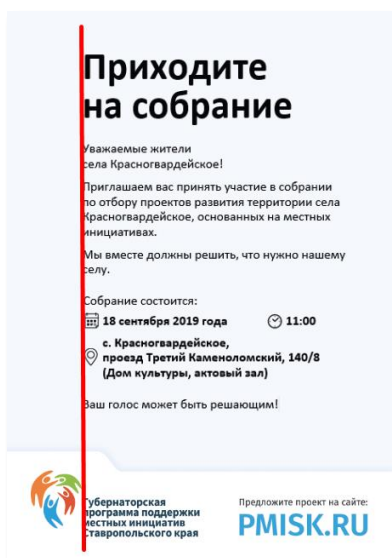 Приходите
на собрание
Уважаемые жители
села Красногвардейское!
Приглашаем вас принять участие в собрании
по отбору проектов развития территории села
Красногвардейское, основанных на местных
инициативах.
Мы вместе должны решить, что нужно нашему
селу.
Собрание состоится:
18 сентября 2019 года 11:00
с. Красногвардейское,
проезд Третий Каменоломский, 140/8
(Дом культуры, актовый зал)
Ваш голос может быть решающим!
Губернаторская
программа поддержки
местных инициатив
Ставропольского края
Предложите проект на сайте:
PMISK.RU